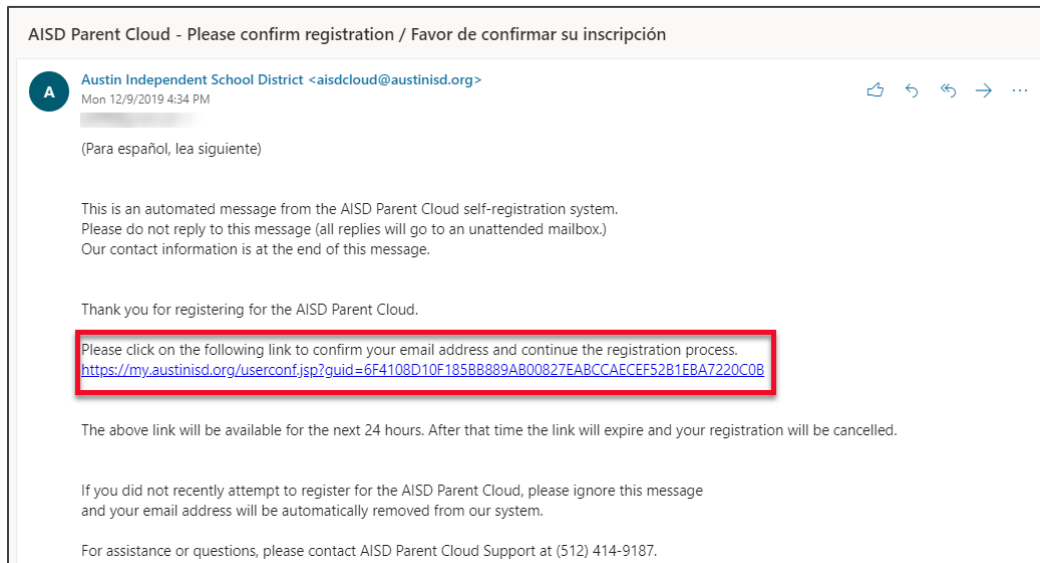 AISD Parent Cloud - Please confirm registration / Favor de confirmar su inscripción
A
Austin Independent School District <aisdcloud@austinisd.org>
Mon 12/9/2019 4:34 PM
(Para español, lea siguiente)
This is an automated message from the AISD Parent Cloud self-registration system.
Please do not reply to this message (all replies will go to an unattended mailbox.)
Our contact information is at the end of this message.
Thank you for registering for the AISD Parent Cloud.
Please click on the following link to confirm your email address and continue the registration process.
https://my.austinisd.org/userconf.jsp?guid=6F4108D10F185BB889AB00827EABCCAECEF52B1EBA7220C0B
The above link will be available for the next 24 hours. After that time the link will expire and your registration will be cancelled.
If you did not recently attempt to register for the AISD Parent Cloud, please ignore this message
and your email address will be automatically removed from our system.
For assistance or questions, please contact AISD Parent Cloud Support at (512) 414-9187.